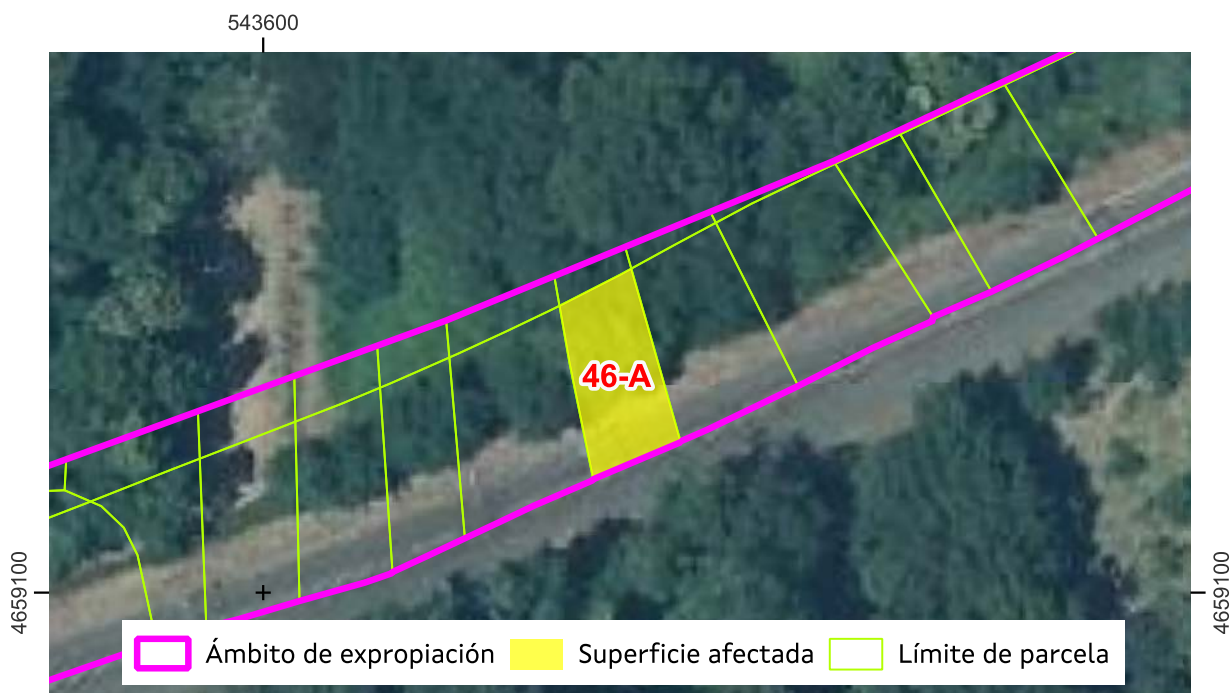 543600
46-A
4659100
4659100
Ámbito de expropiación
Superficie afectada
Límite de parcela